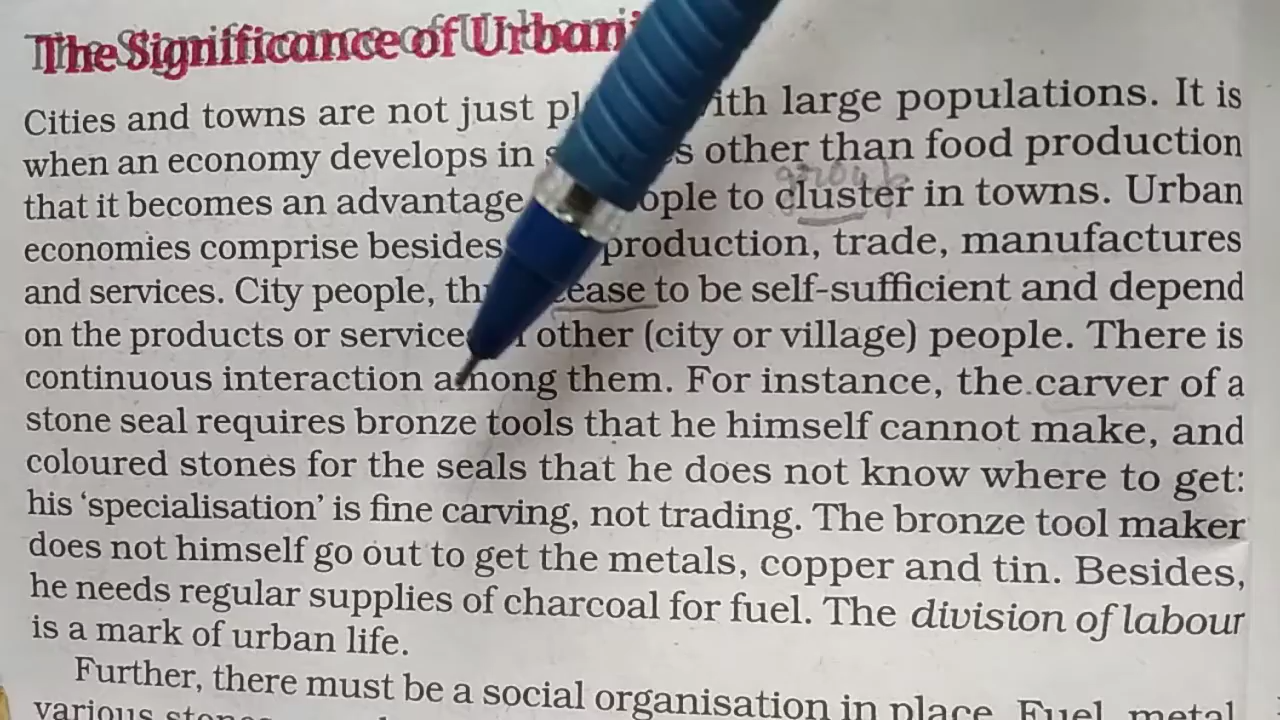 The Significance of Urbani
Cities and towns are not just pl ith large populations. It is
when an economy develops in s s other than food production
group
that it becomes an advantage ople to cluster in towns. Urban
economies comprise besides production, trade, manufactures
and services. City people, th cease to be self-sufficient and depend
on the products or services other (city or village) people. There is
continuous interaction among them. For instance, the carver of a
stone seal requires bronze tools that he himself cannot make, and
coloured stones for the seals that he does not know where to get:
his ‘specialisation’ is fine carving, not trading. The bronze tool maker
does not himself go out to get the metals, copper and tin. Besides,
he needs regular supplies of charcoal for fuel. The division of labour
is a mark of urban life.
Further, there must be a social organisation in place. Fuel, metal,
various